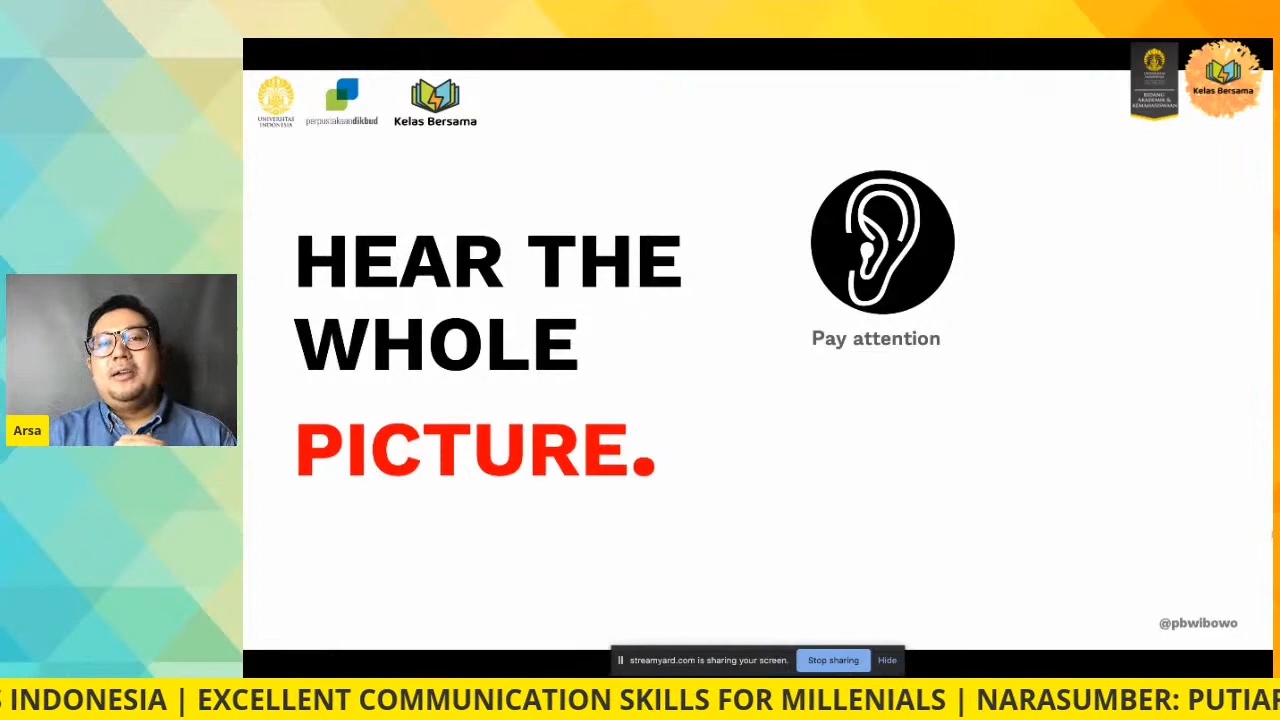 UNIVERSITAS
INDONESIA
perpustakaandikbud
Kelas Bersama
BIDANG
AKADEMIK &
KEMAHASISWAAN
Kelas Bersama
HEAR THE
WHOLE
PICTURE.
Pay attention
Arsa
@pbwibowo
streamyard.com is sharing your screen.
Stop sharing
Hide
S INDONESIA | EXCELLENT COMMUNICATION SKILLS FOR MILLENIALS | NARASUMBER: PUTIAR